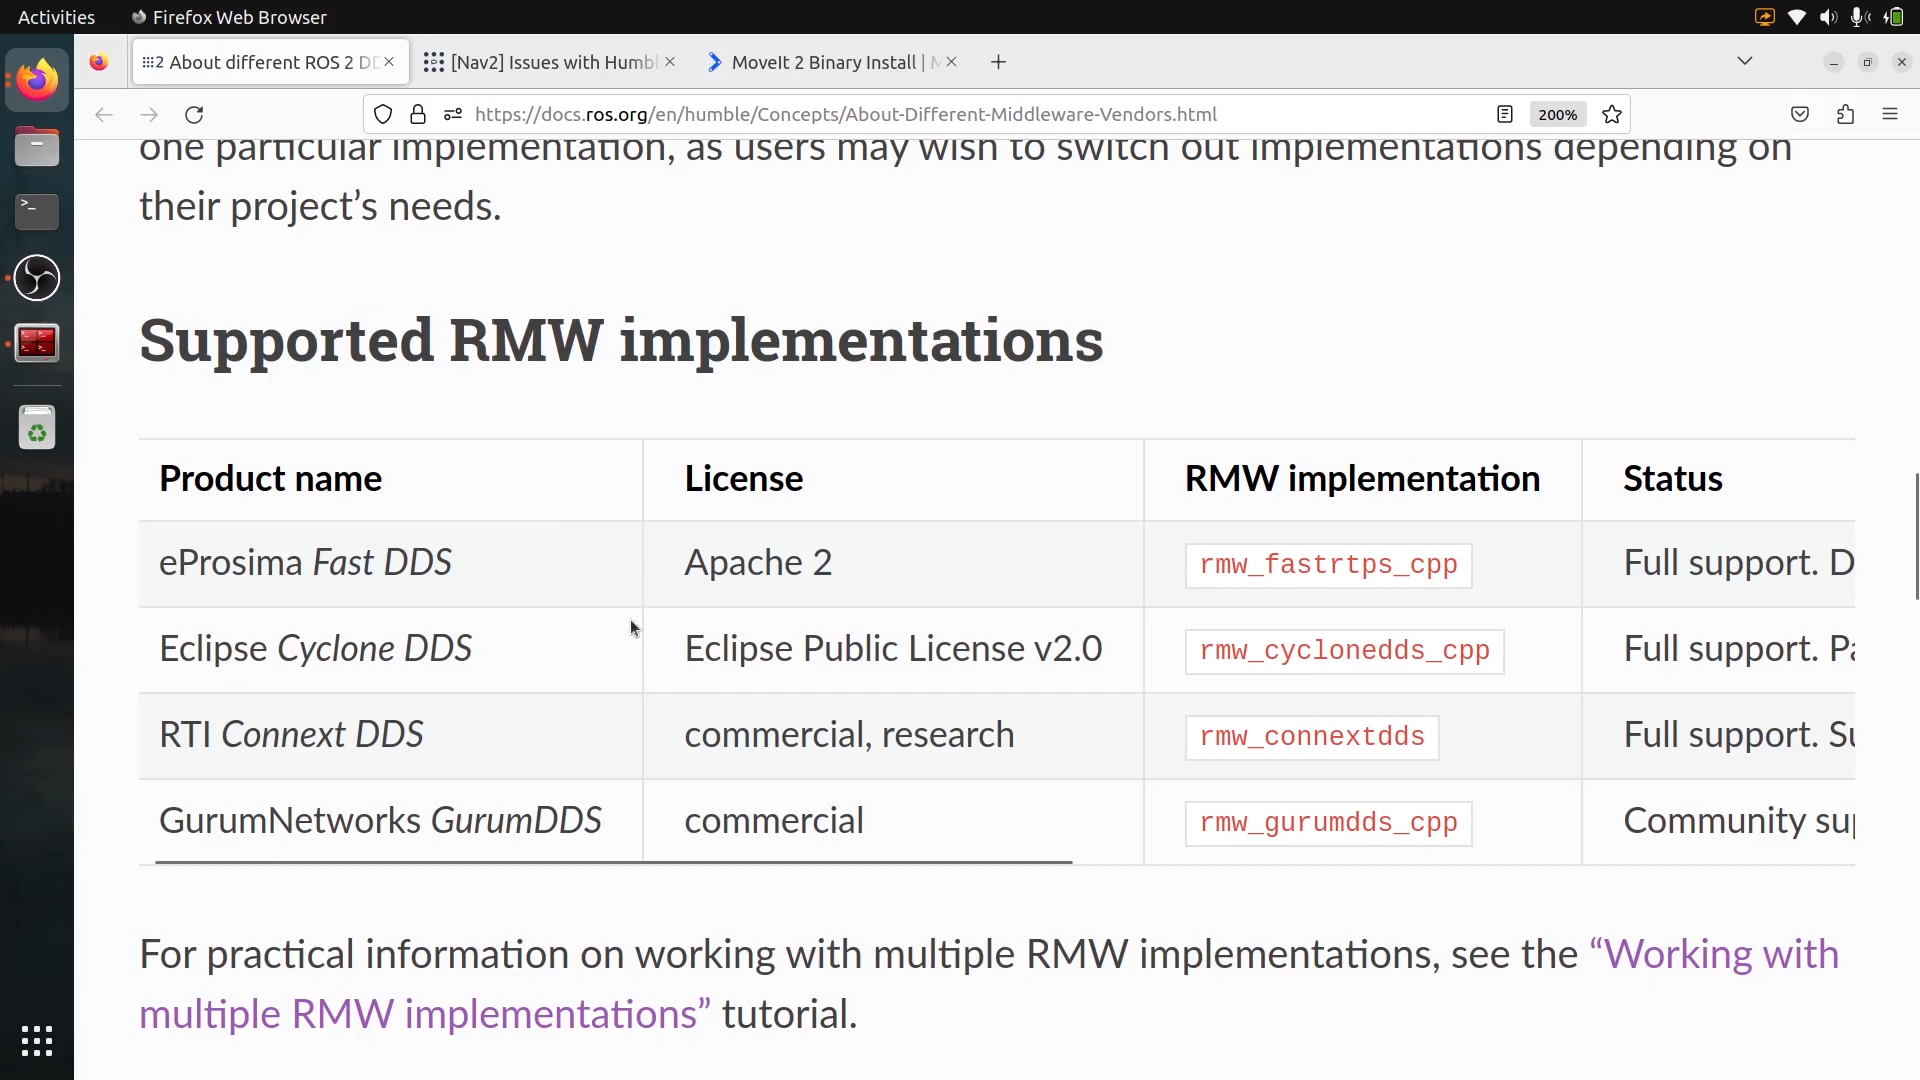 Activities Firefox Web Browser
About different ROS 2 DD [Nav2] Issues with Humbl MoveIt 2 Binary Install |
https://docs.ros.org/en/humble/Concepts/About-Different-Middleware-Vendors.html 200%
one particular implementation, as users may wish to switch out implementations depending on
their project’s needs.
Supported RMW implementations
Product name License RMW implementation Status
eProsima Fast DDS Apache 2 rmw_fastrtps_cpp Full support. D
Eclipse Cyclone DDS Eclipse Public License v2.0 rmw_cyclonedds_cpp Full support. Pa
RTI Connext DDS commercial, research rmw_connextdds Full support. Su
GurumNetworks GurumDDS commercial rmw_gurumdds_cpp Community sup
For practical information on working with multiple RMW implementations, see the “Working with
multiple RMW implementations” tutorial.